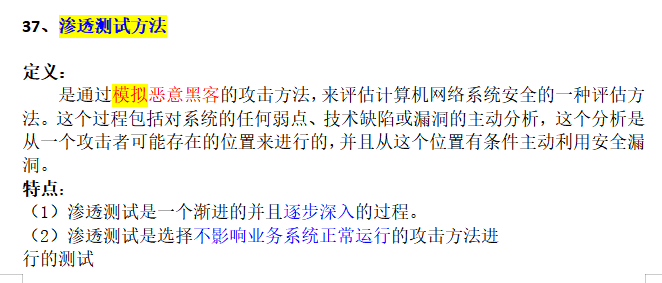 37、渗透测试方法
定义：
是通过模拟恶意黑客的攻击方法，来评估计算机网络系统安全的一种评估方
法。这个过程包括对系统的任何弱点、技术缺陷或漏洞的主动分析，这个分析是
从一个攻击者可能存在的位置来进行的，并且从这个位置有条件主动利用安全漏
洞。
特点：
（1）渗透测试是一个渐进的并且逐步深入的过程。
（2）渗透测试是选择不影响业务系统正常运行的攻击方法进
行的测试